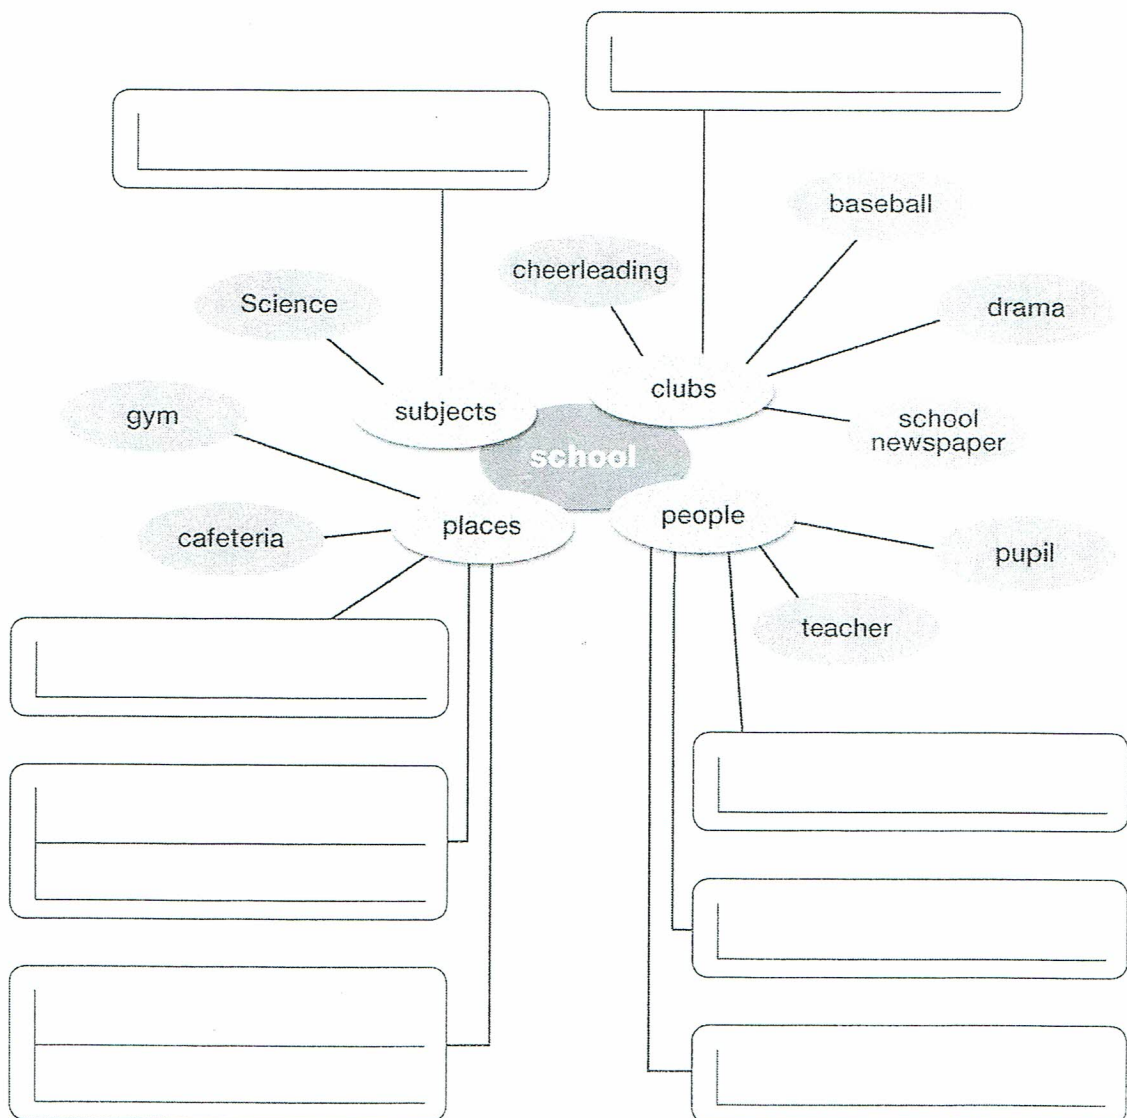 baseball
cheerleading
Science
drama
clubs
subjects
gym
school
newspaper
school
people
places
cafeteria
pupil
teacher